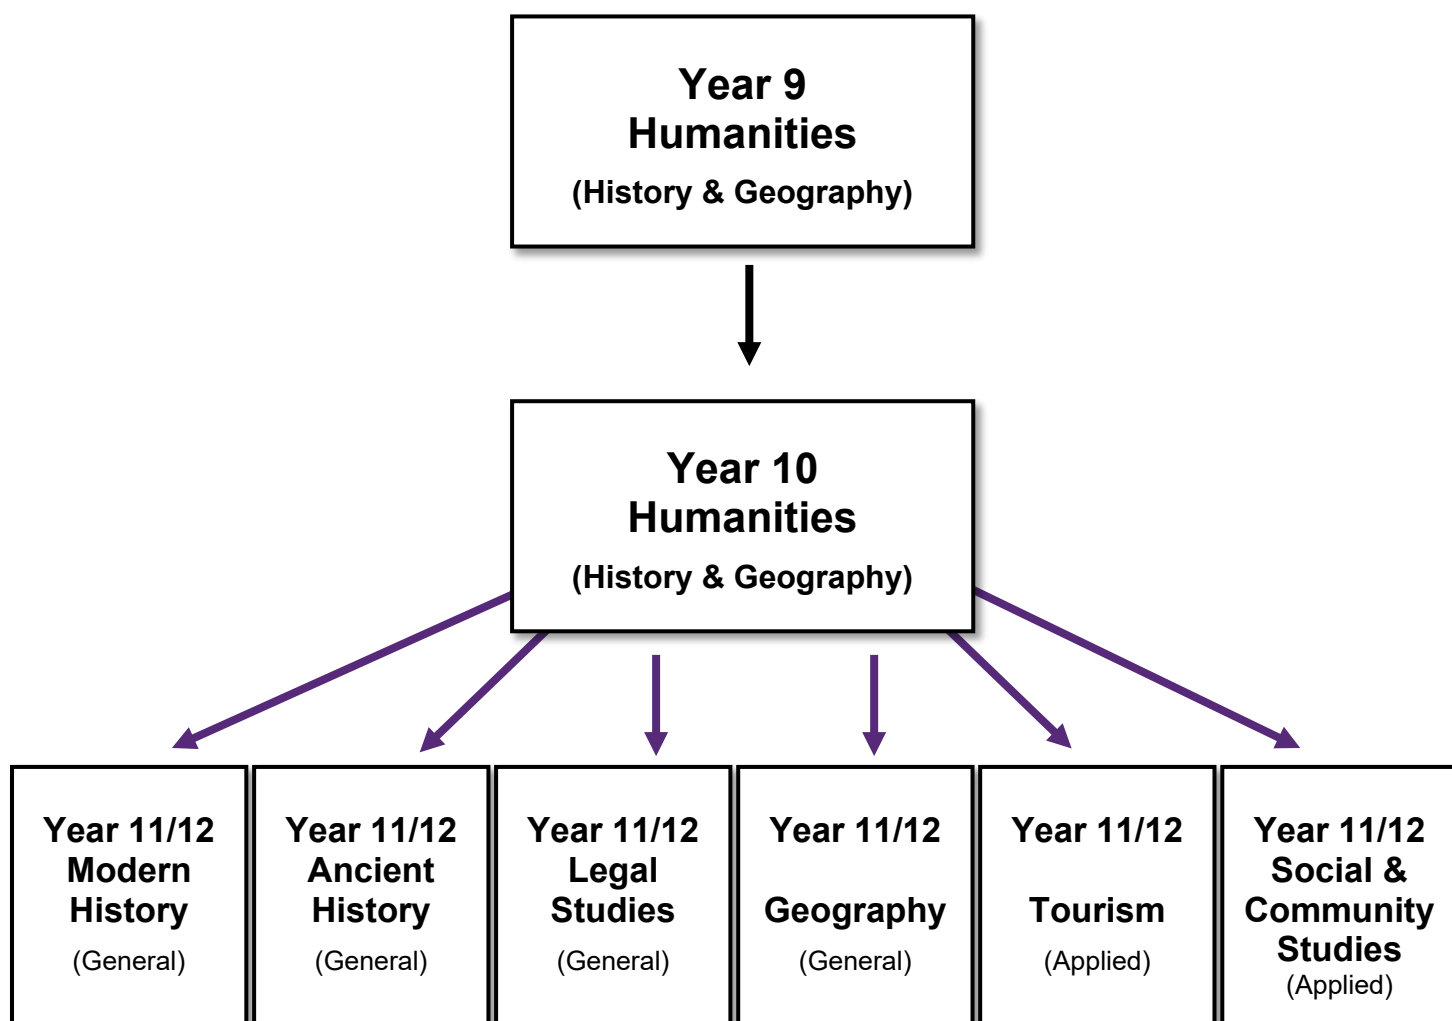 Year 9
Humanities
(History & Geography)
Year 10
Humanities
(History & Geography)
Year 11/12
Modern
History
(General)
Year 11/12
Ancient
History
(General)
Year 11/12
Legal
Studies
(General)
Year 11/12
Geography
(General)
Year 11/12
Tourism
(Applied)
Year 11/12
Social &
Community
Studies
(Applied)